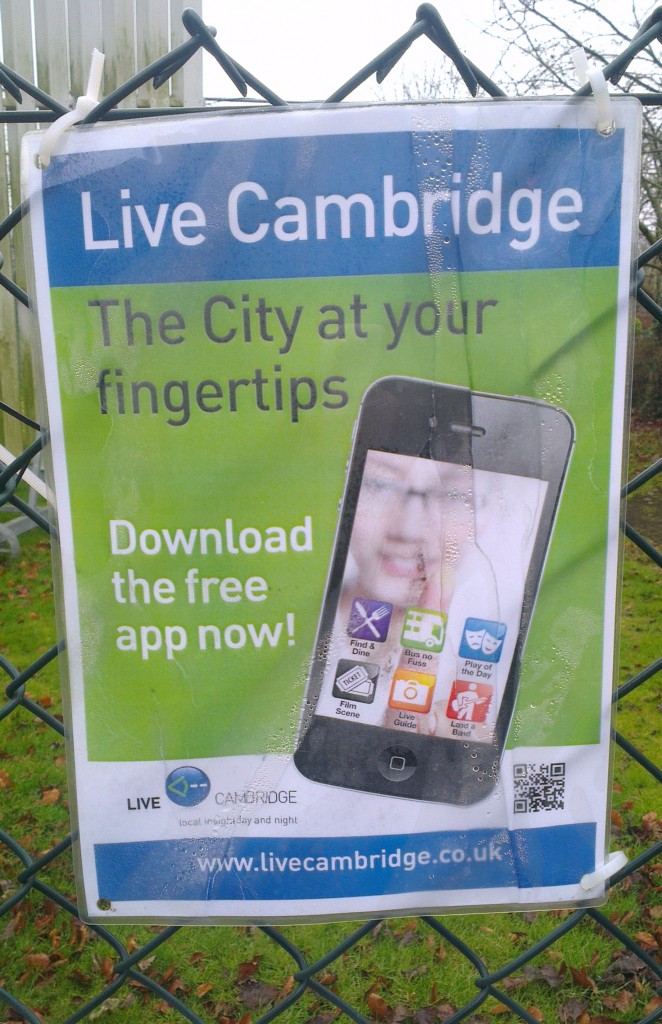 Live Cambridge
The City at your
fingertips
Download
the free
app now!
Find &
Dine
Bus no
Fuss
Play of
the Day
TICKET
Film
Scene
Live
Guide
Land a
Band
LIVE CAMBRIDGE
local insight day and night
www.livecambridge.co.uk